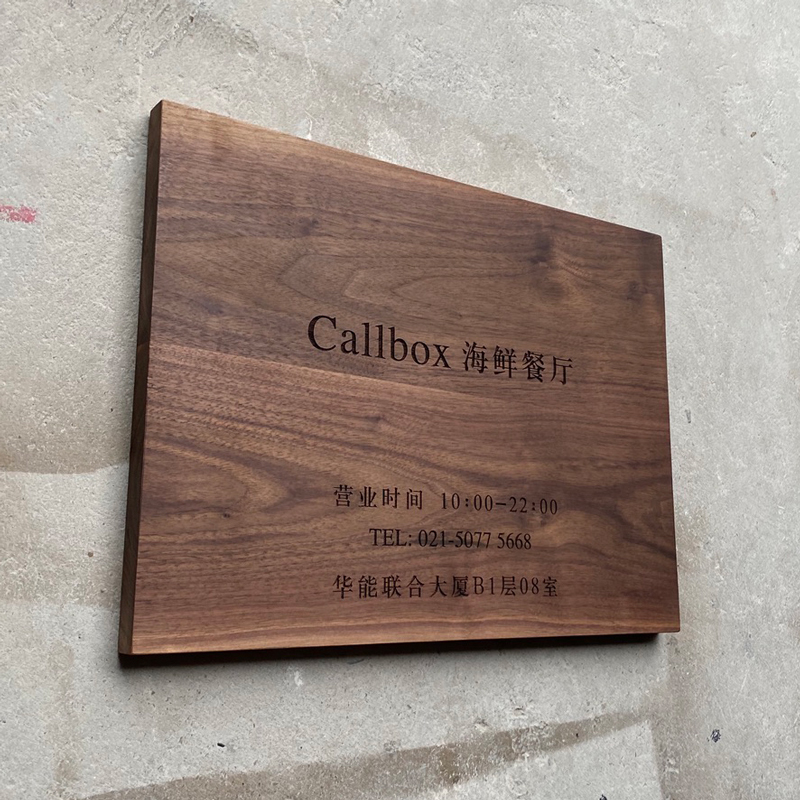 Callbox 海鲜餐厅
营业时间 10:00-22:00
TEL: 021-5077 5668
华能联合大厦B1层08室